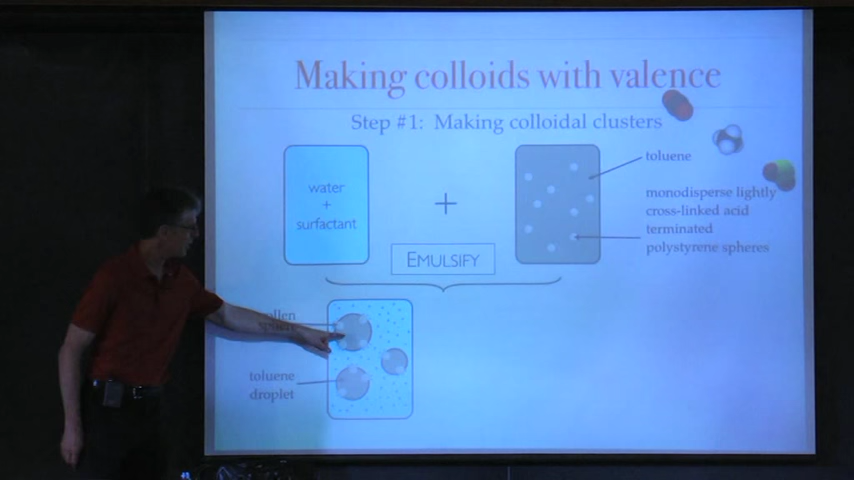 Making colloids with valence
Step #1: Making colloidal clusters
water
+
surfactant
+
toluene
monodisperse lightly
cross-linked acid
terminated
polystyrene spheres
EMULSIFY
toluene
droplet